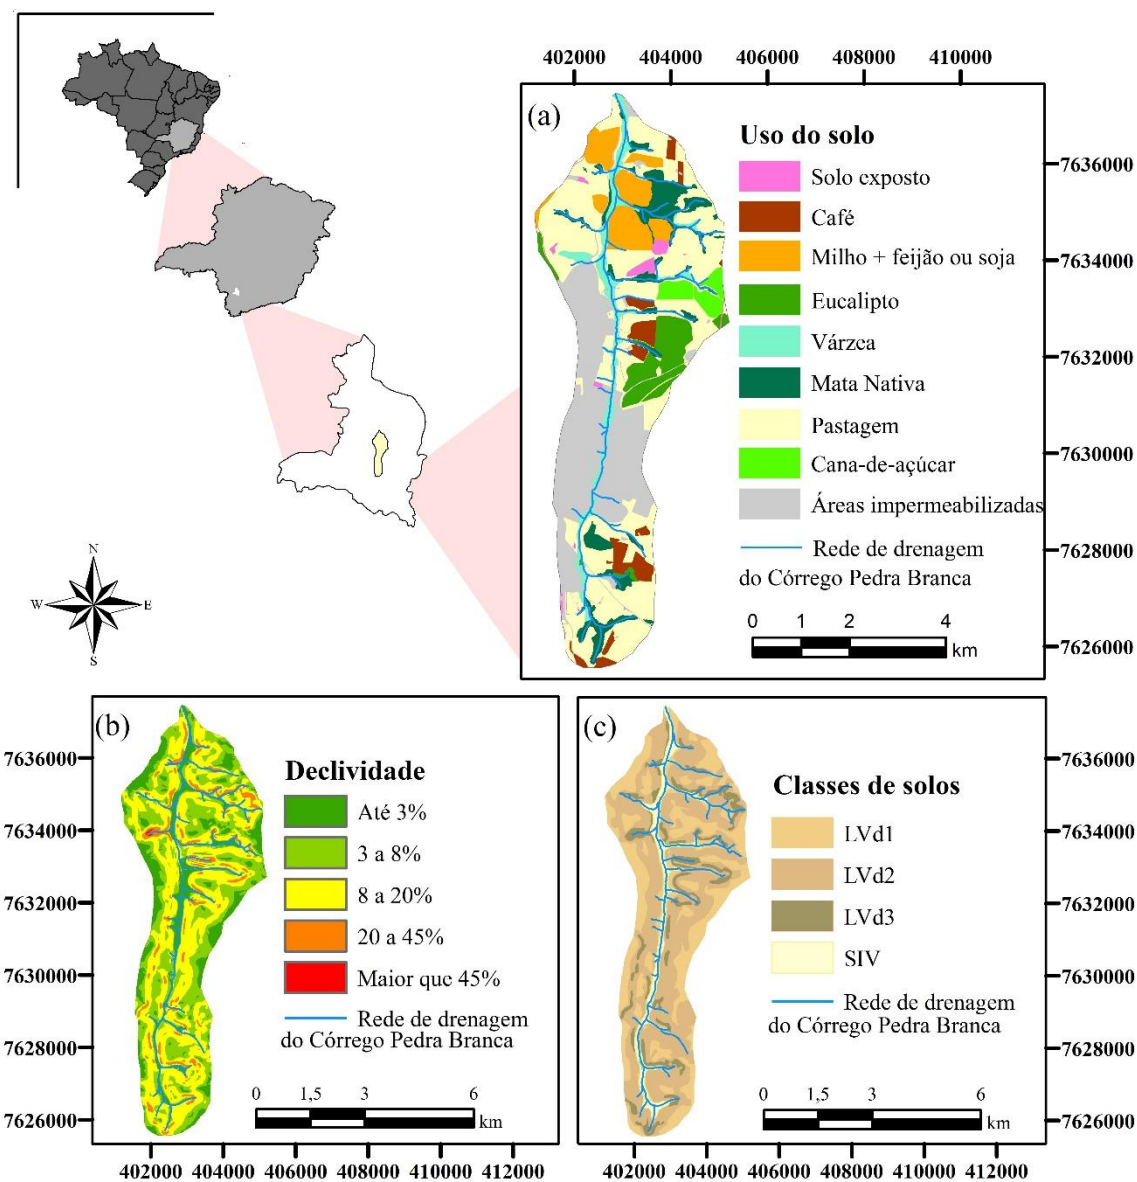 402000 404000 406000 408000 410000
(a)
Uso do solo
Solo exposto
Café
Milho + feijão ou soja
Eucalipto
Várzea
Mata Nativa
Pastagem
Cana-de-açúcar
Áreas impermeabilizadas
Rede de drenagem
do Córrego Pedra Branca
0 1 2 4
km
7636000
7634000
7632000
7630000
7628000
7626000
N
W E
S
(b)
Declividade
Até 3%
3 a 8%
8 a 20%
20 a 45%
Maior que 45%
Rede de drenagem
do Córrego Pedra Branca
0 1,5 3 6
km
7636000
7634000
7632000
7630000
7628000
7626000
402000 404000 406000 408000 410000 412000
(c)
Classes de solos
LVd1
LVd2
LVd3
SIV
Rede de drenagem
do Córrego Pedra Branca
0 1,5 3 6
km
7636000
7634000
7632000
7630000
7628000
7626000
402000 404000 406000 408000 410000 412000